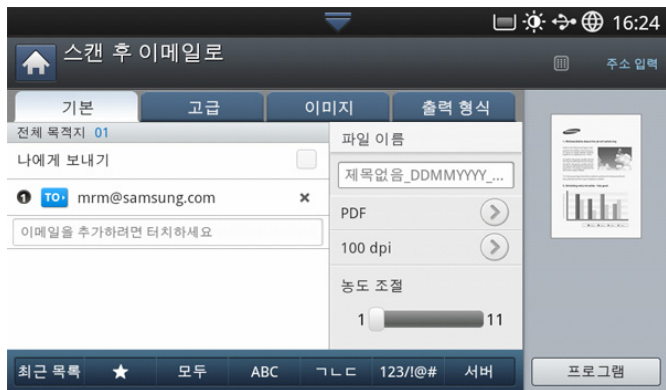 16:24
스캔 후 이메일로
주소 입력
기본 고급 이미지 출력 형식
전체 목적지 01
나에게 보내기
1 TO mrm@samsung.com ×
이메일을 추가하려면 터치하세요
파일 이름
제목없음_DDMMYYYY_...
PDF
100 dpi
농도 조절
1 11
최근 목록 ★ 모두 ABC ㄱㄴㄷ 123/!@# 서버
프로그램